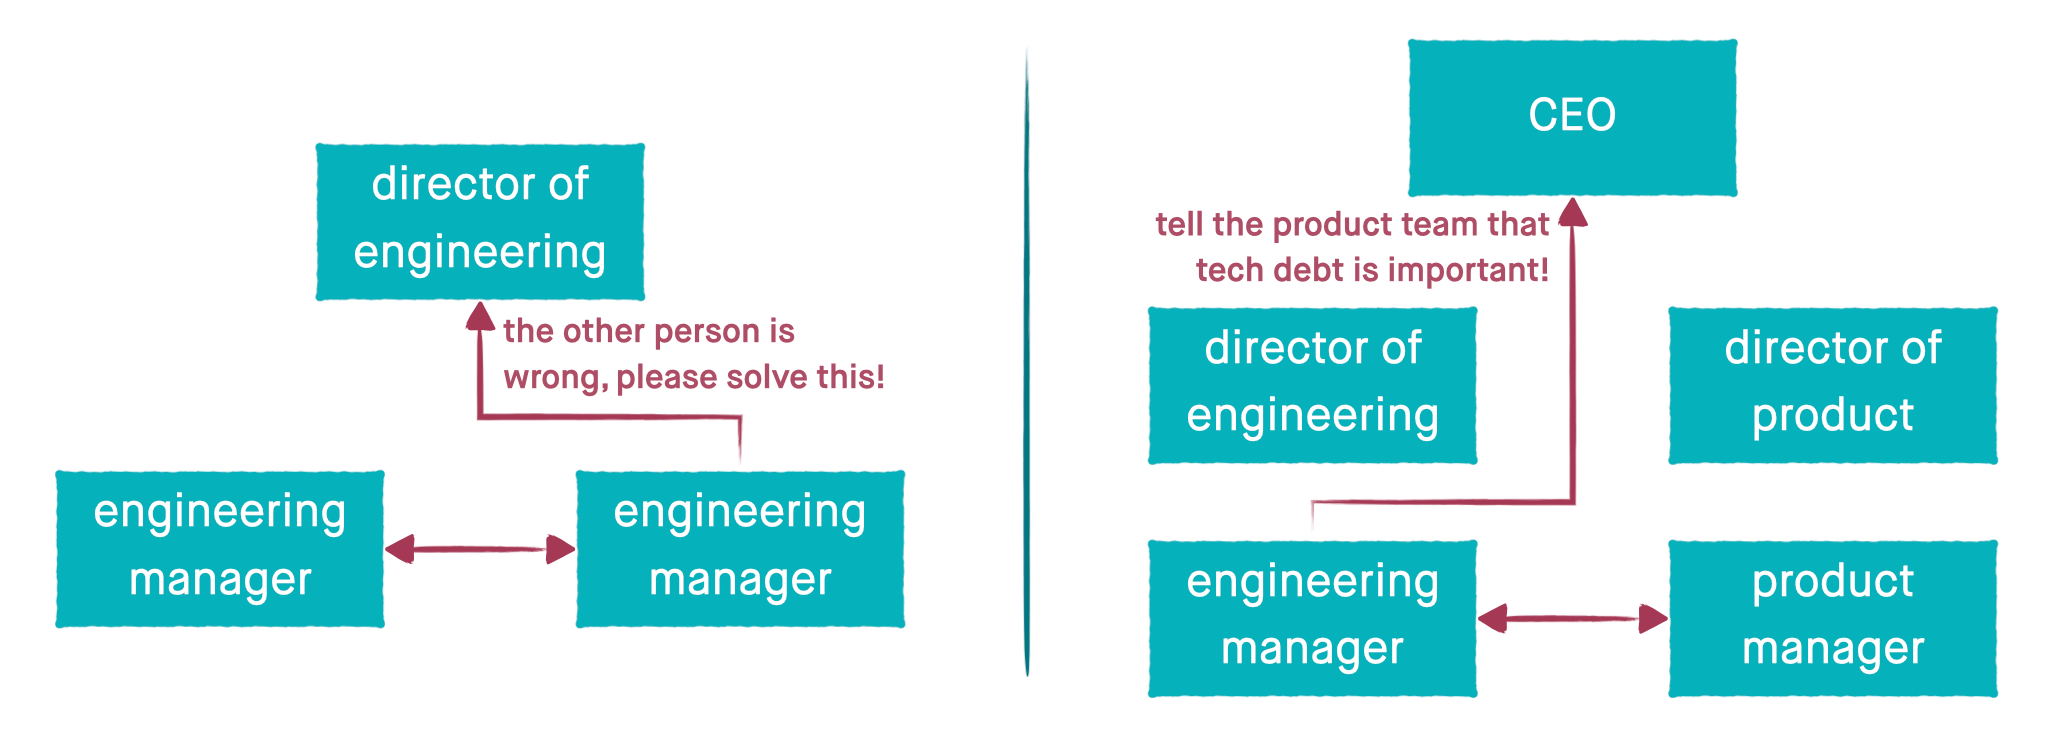 director of
engineering
the other person is
wrong, please solve this!
engineering
manager
engineering
manager
CEO
tell the product team that
tech debt is important!
director of
engineering
director of
product
engineering
manager
product
manager